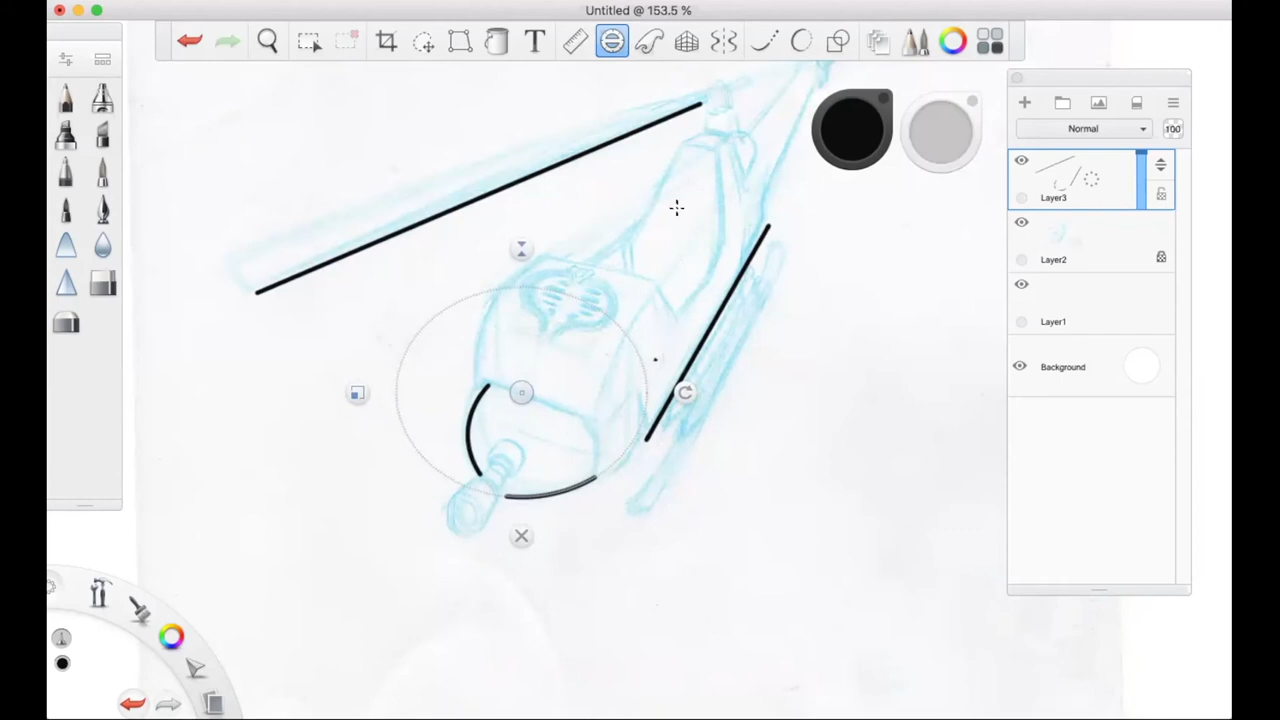 Untitled @ 153.5 %
T
Normal
100
Layer3
Layer2
Layer1
Background